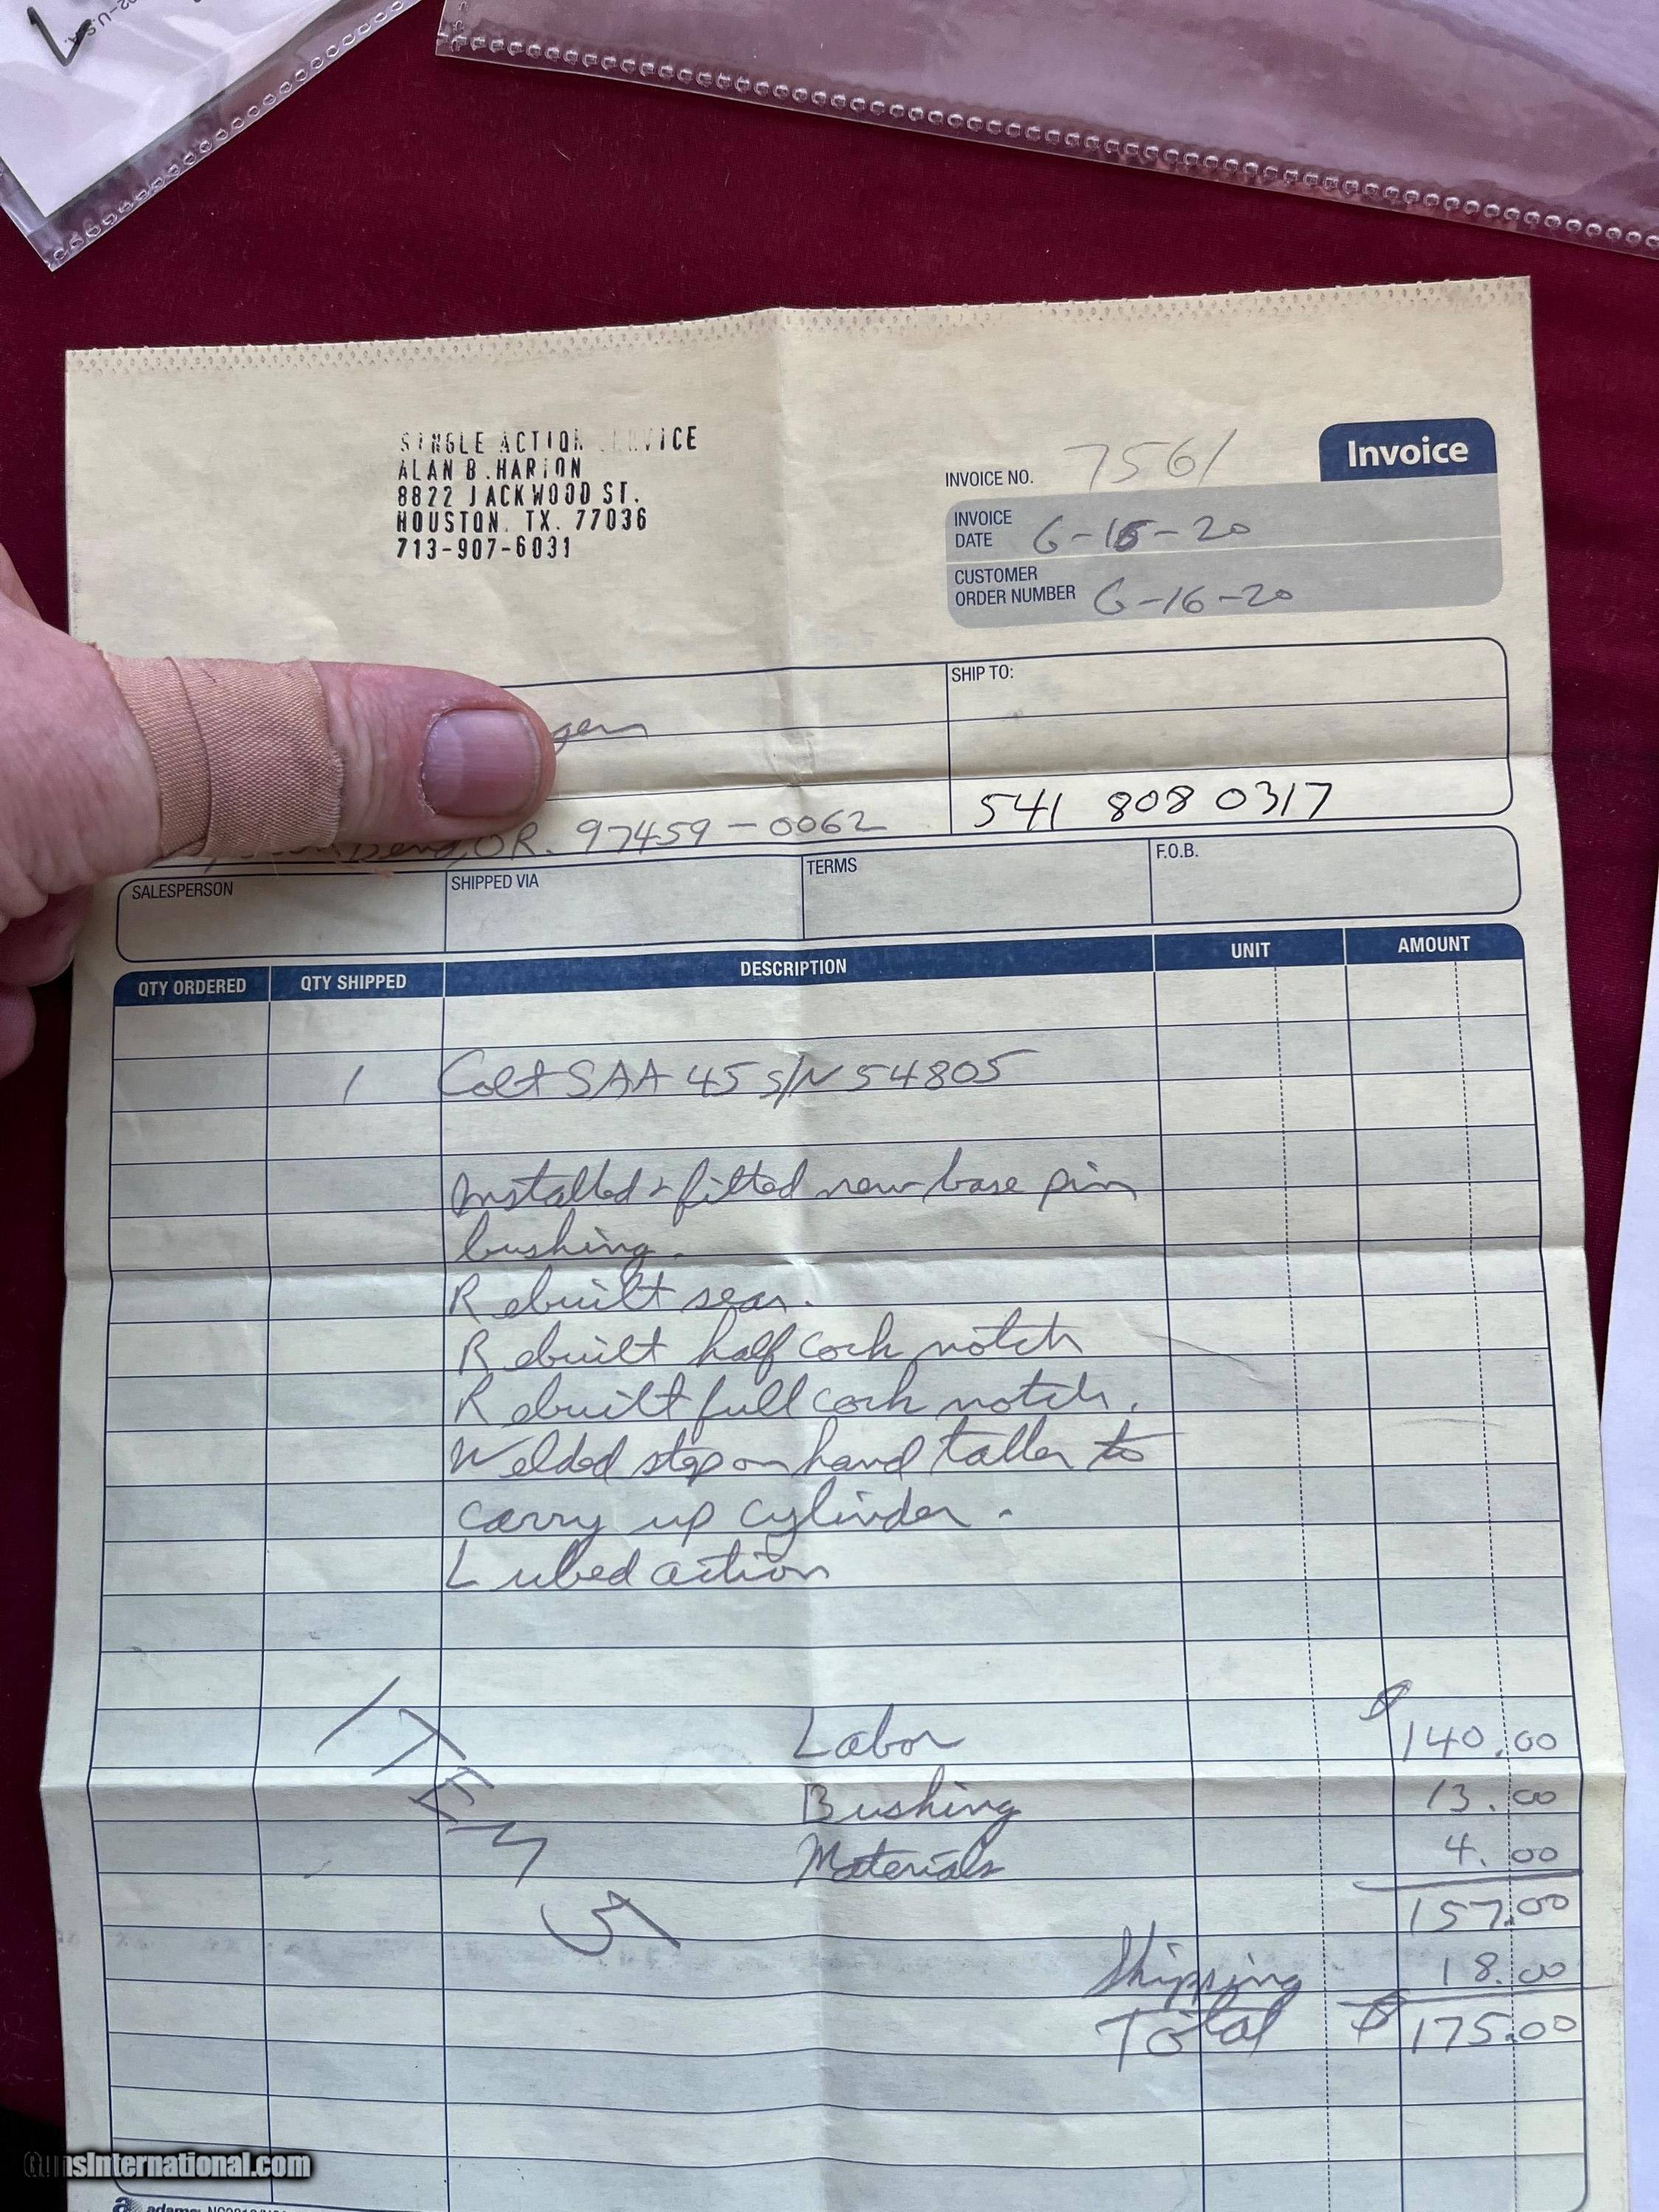 SINGLE ACTION SERVICE
ALAN B. HARTON
8822 JACKWOOD ST.
HOUSTON, TX. 77036
713-907-6031
Invoice
INVOICE NO. 7561
INVOICE DATE 6-16-20
CUSTOMER ORDER NUMBER 6-16-20
SHIP TO:
541 808 0317
OR. 97459-0062
SALESPERSON SHIPPED VIA TERMS F.O.B.
QTY ORDERED QTY SHIPPED DESCRIPTION UNIT AMOUNT
1 Colt SAA 45 S/N 54805
Installed & fitted new base pin
bushing.
Rebuilt sear.
Rebuilt half cock notch
Rebuilt full cock notch.
Welded step on hand taller to
carry up cylinder.
Lubed action
Labor $140.00
Bushing 13.00
Materials 4.00
157.00
Shipping 18.00
Total $175.00
ITEM 5
GunsInternational.com
adams